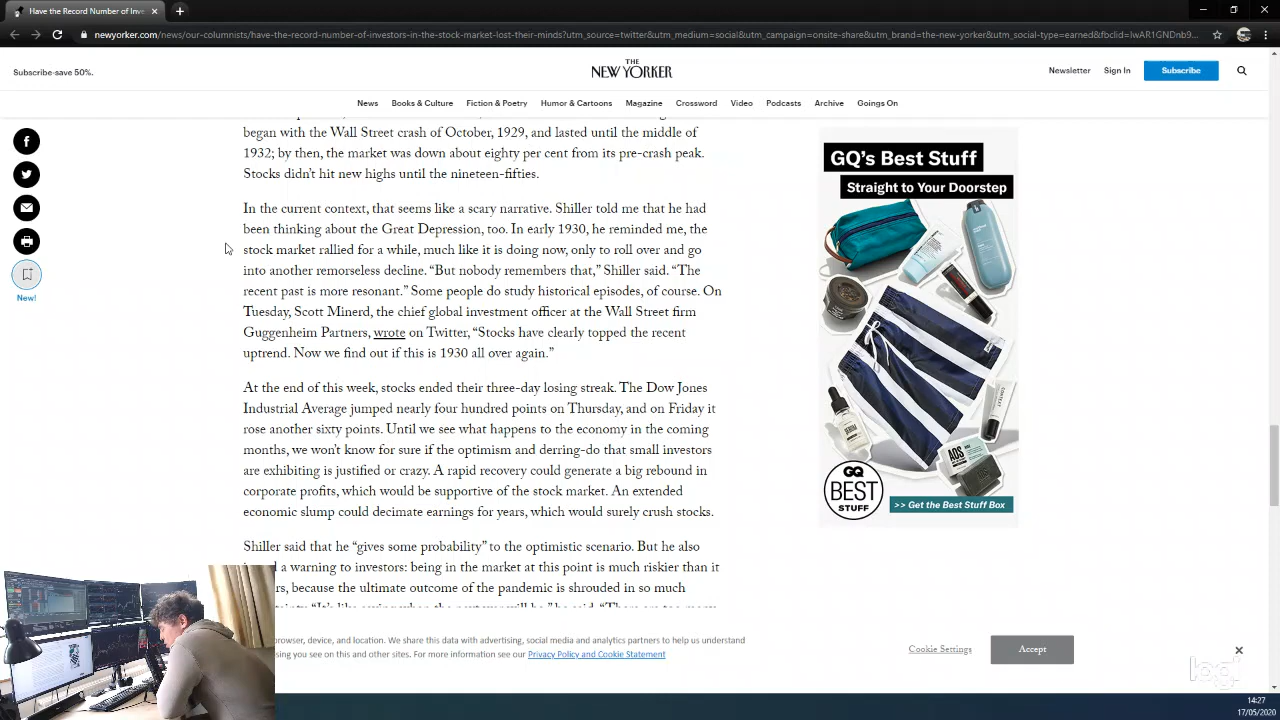 Have the Record Number of Inve
newyorker.com/news/our-columnists/have-the-record-number-of-investors-in-the-stock-market-lost-their-minds?utm_source=twitter&utm_medium=social&utm_campaign=onsite-share&utm_brand=the-new-yorker&utm_social-type=earned&fbclid=IwAR1GNDnb9...
Subscribe-save 50%.
THE
NEW YORKER
Newsletter
Sign In
Subscribe
News
Books & Culture
Fiction & Poetry
Humor & Cartoons
Magazine
Crossword
Video
Podcasts
Archive
Goings On
began with the Wall Street crash of October, 1929, and lasted until the middle of
1932; by then, the market was down about eighty per cent from its pre-crash peak.
Stocks didn’t hit new highs until the nineteen-fifties.
In the current context, that seems like a scary narrative. Shiller told me that he had
been thinking about the Great Depression, too. In early 1930, he reminded me, the
stock market rallied for a while, much like it is doing now, only to roll over and go
into another remorseless decline. “But nobody remembers that,” Shiller said. “The
recent past is more resonant.” Some people do study historical episodes, of course. On
Tuesday, Scott Minerd, the chief global investment officer at the Wall Street firm
Guggenheim Partners, wrote on Twitter, “Stocks have clearly topped the recent
uptrend. Now we find out if this is 1930 all over again.”
At the end of this week, stocks ended their three-day losing streak. The Dow Jones
Industrial Average jumped nearly four hundred points on Thursday, and on Friday it
rose another sixty points. Until we see what happens to the economy in the coming
months, we won’t know for sure if the optimism and derring-do that small investors
are exhibiting is justified or crazy. A rapid recovery could generate a big rebound in
corporate profits, which would be supportive of the stock market. An extended
slump could decimate earnings for years, which would surely crush stocks.
Shiller said that he “gives some probability” to the optimistic scenario. But he also
a warning to investors: being in the market at this point is much riskier than it
because the ultimate outcome of the pandemic is shrouded in so much
New!
GQ’s Best Stuff
Straight to Your Doorstep
AOS
GQ
BEST
STUFF
>> Get the Best Stuff Box
browser, device, and location. We share this data with advertising, social media and analytics partners to help us understand
you see on this and other sites. For more information see our Privacy Policy and Cookie Statement
Cookie Settings
Accept
14:27
17/05/2020